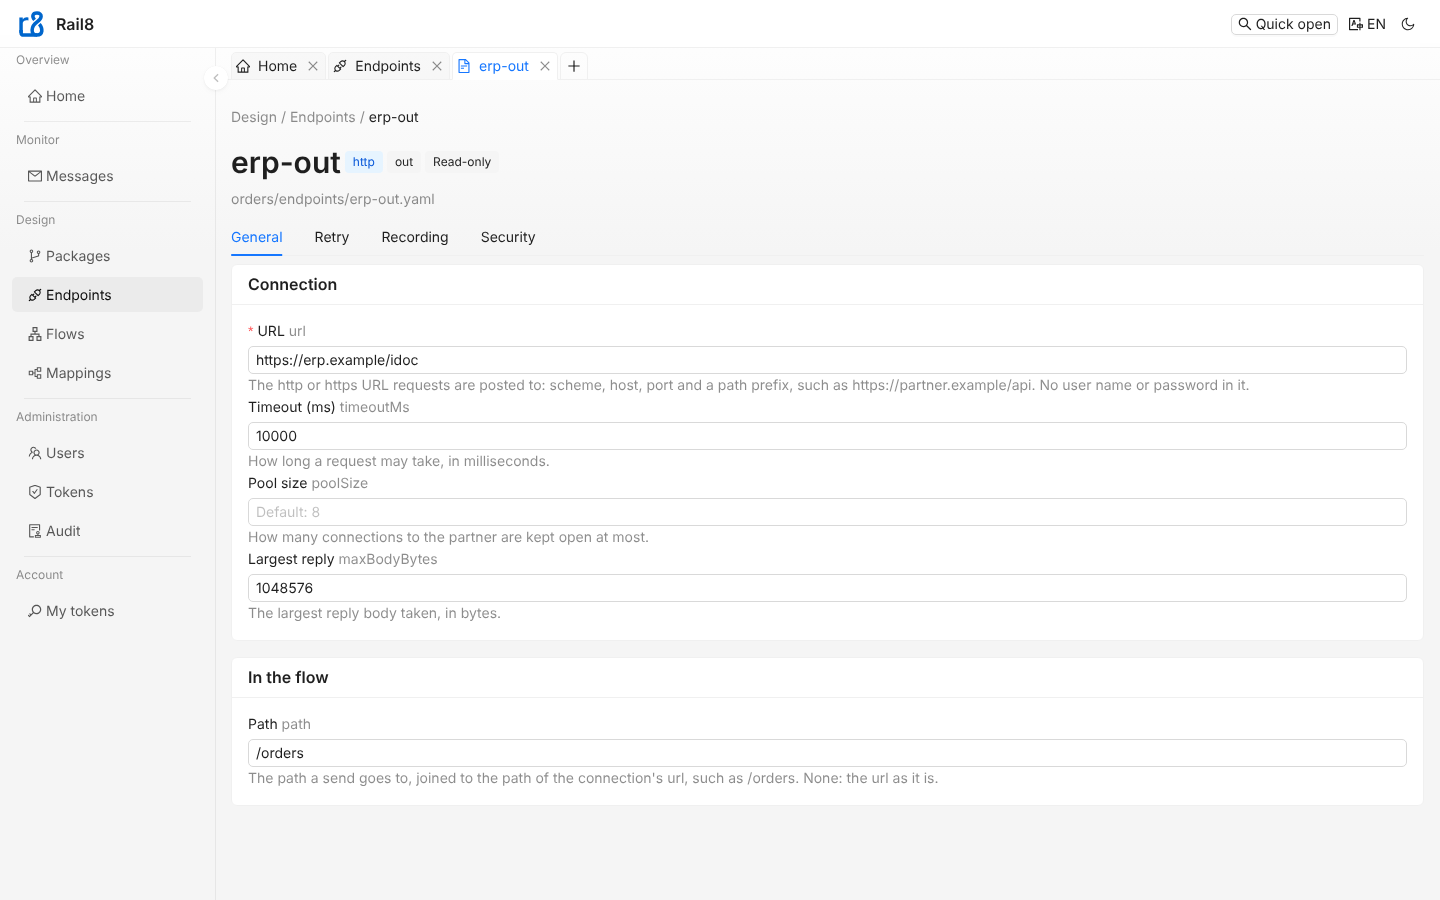 Rail8
Quick open
EN
Overview
Home
Monitor
Messages
Design
Packages
Endpoints
Flows
Mappings
Administration
Users
Tokens
Audit
Account
My tokens
Home
Endpoints
erp-out
Design / Endpoints / erp-out
erp-out http out Read-only
orders/endpoints/erp-out.yaml
General Retry Recording Security
Connection
* URL url
https://erp.example/idoc
The http or https URL requests are posted to: scheme, host, port and a path prefix, such as https://partner.example/api. No user name or password in it.
Timeout (ms) timeoutMs
10000
How long a request may take, in milliseconds.
Pool size poolSize
Default: 8
How many connections to the partner are kept open at most.
Largest reply maxBodyBytes
1048576
The largest reply body taken, in bytes.
In the flow
Path path
/orders
The path a send goes to, joined to the path of the connection's url, such as /orders. None: the url as it is.